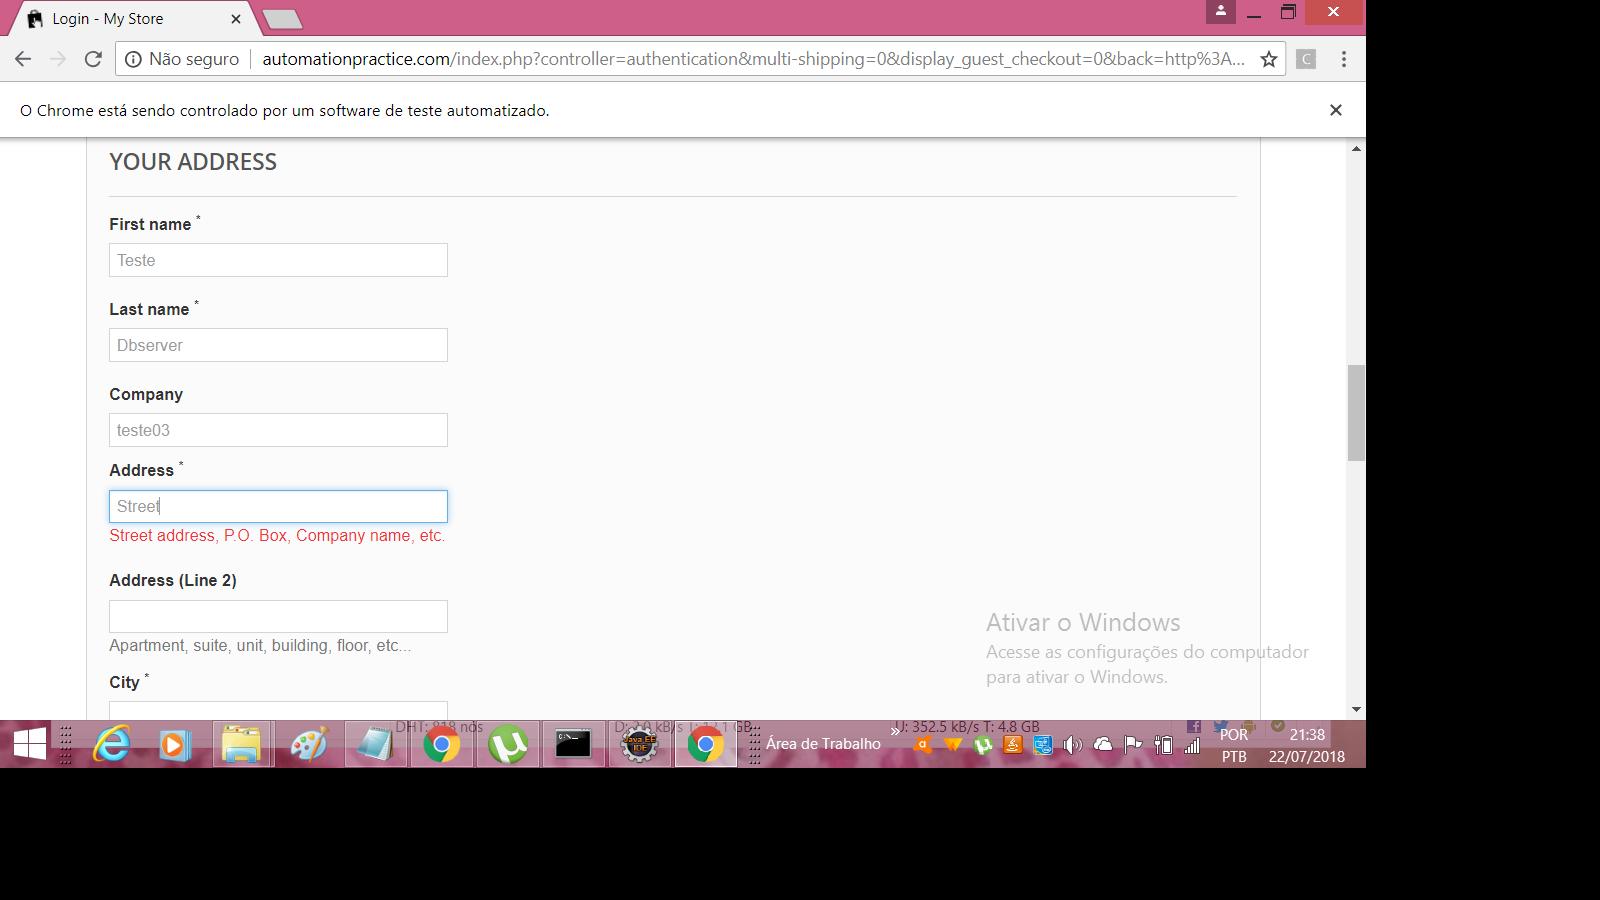 Login - My Store
Não seguro
automationpractice.com/index.php?controller=authentication&multi-shipping=0&display_guest_checkout=0&back=http%3A...
C
O Chrome está sendo controlado por um software de teste automatizado.
YOUR ADDRESS
First name *
Teste
Last name *
Dbserver
Company
teste03
Address *
Street
Street address, P.O. Box, Company name, etc.
Address (Line 2)
Apartment, suite, unit, building, floor, etc...
City *
Ativar o Windows
Acesse as configurações do computador
para ativar o Windows.
DHT: 818 nós
U: 352.5 kB/s T: 4.8 GB
Java EE
IDE
Área de Trabalho
»
POR
PTB
21:38
22/07/2018